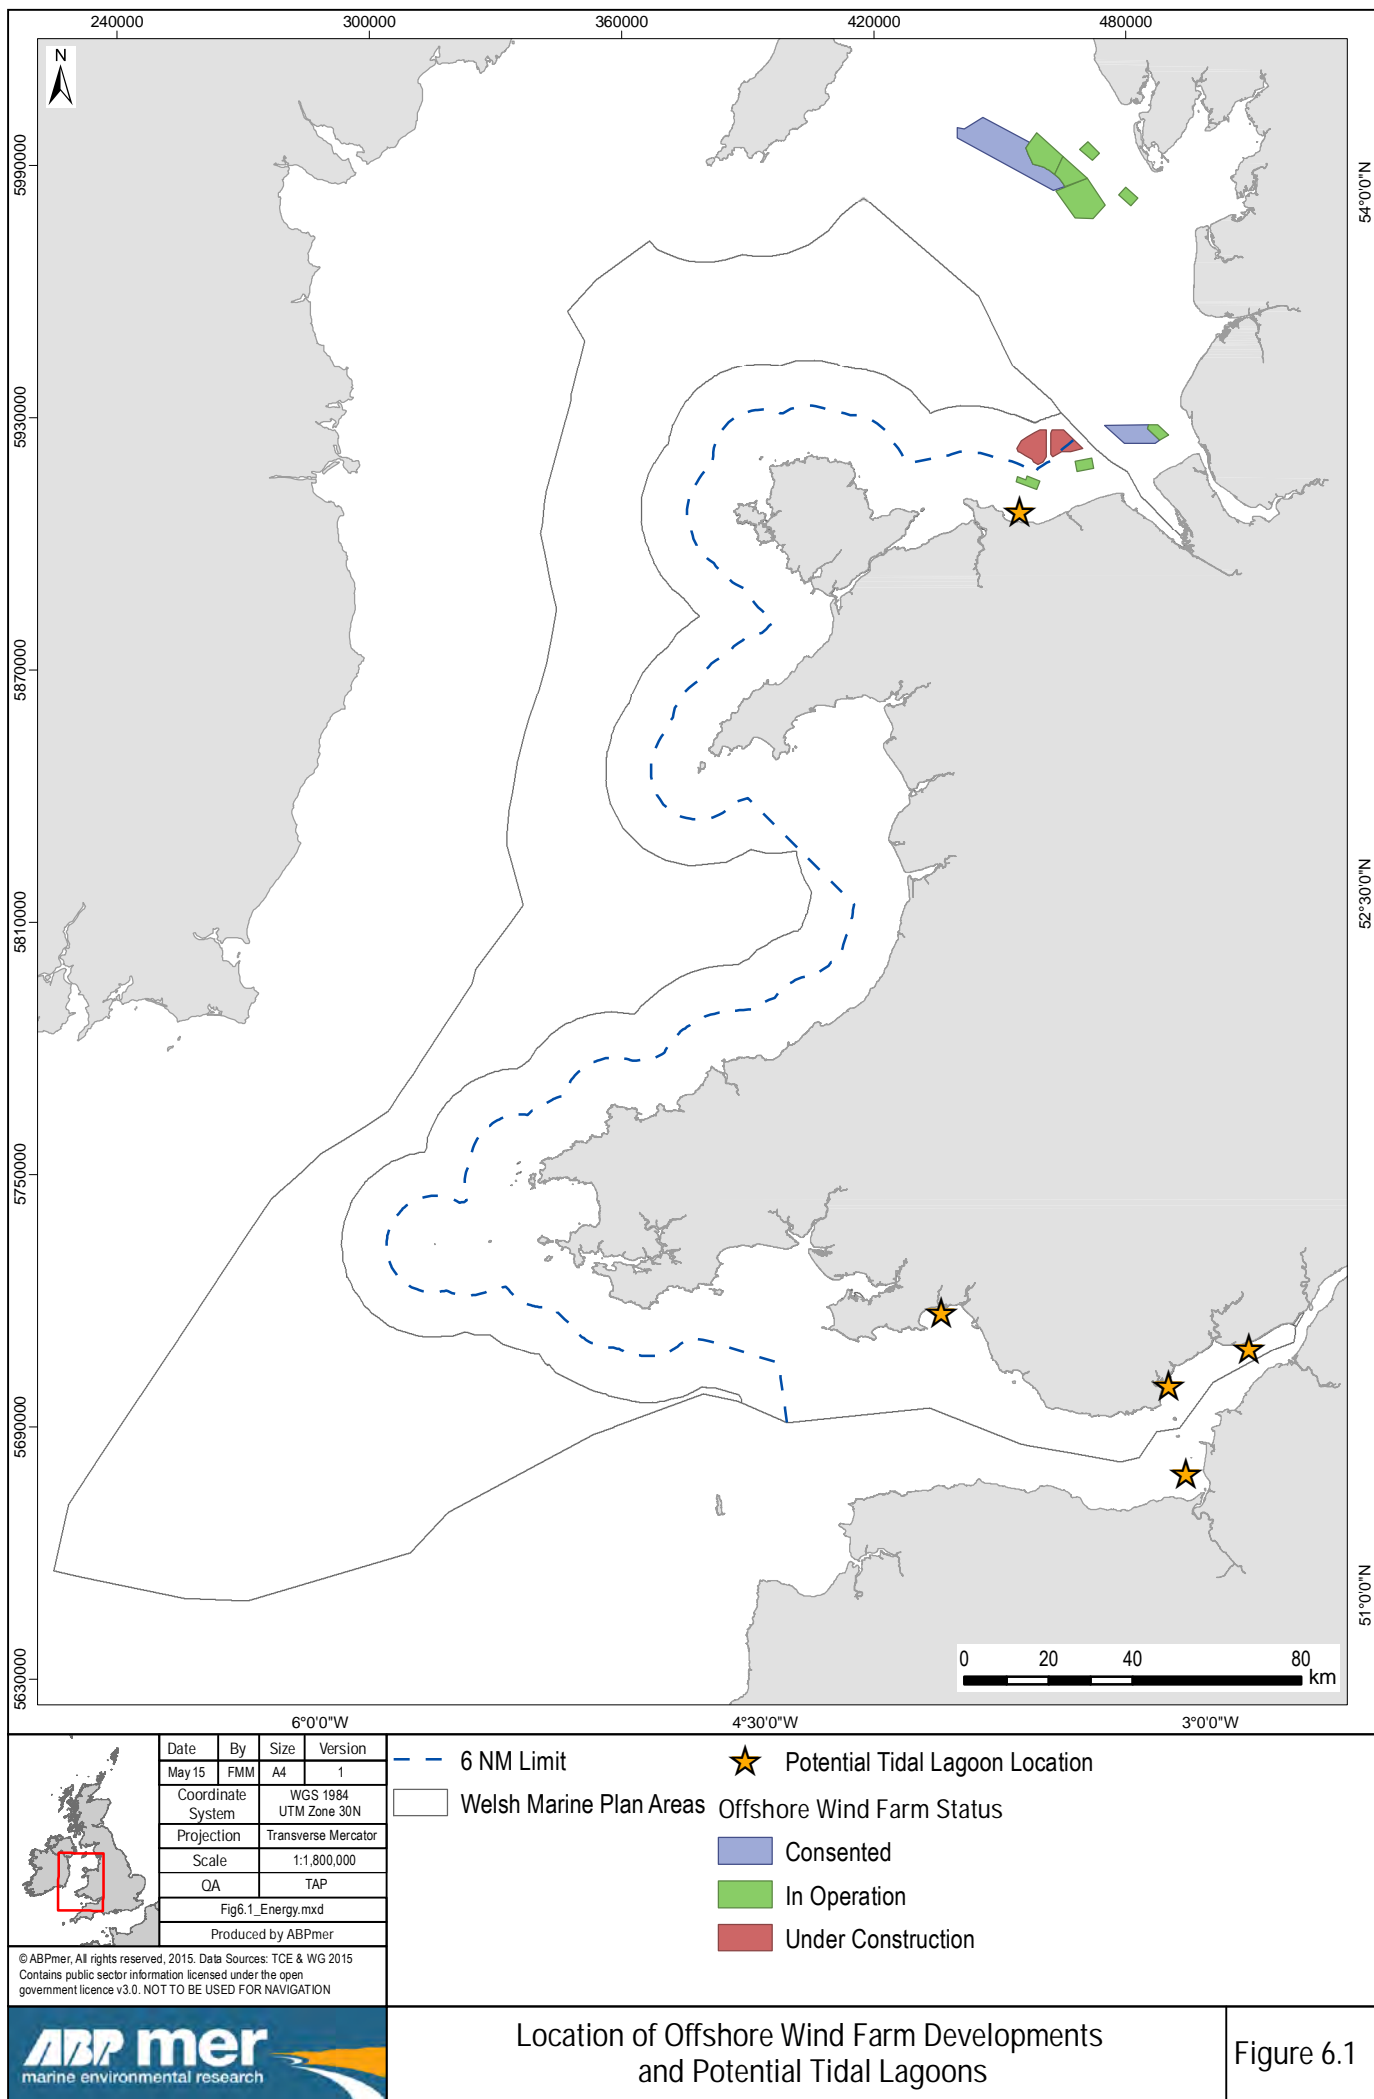 240000 300000 360000 420000 480000
N
5990000
5930000
5870000
5810000
5750000
5690000
5630000
54°0'0"N
52°30'0"N
51°0'0"N
0 20 40 80
km
6°0'0"W 4°30'0"W 3°0'0"W
Date By Size Version
May 15 FMM A4 1
Coordinate System WGS 1984 UTM Zone 30N
Projection Transverse Mercator
Scale 1:1,800,000
QA TAP
Fig6.1_Energy.mxd
Produced by ABPmer
© ABPmer, All rights reserved, 2015. Data Sources: TCE & WG 2015
Contains public sector information licensed under the open
government licence v3.0. NOT TO BE USED FOR NAVIGATION
6 NM Limit
Welsh Marine Plan Areas
Potential Tidal Lagoon Location
Offshore Wind Farm Status
Consented
In Operation
Under Construction
ABPmer
marine environmental research
Location of Offshore Wind Farm Developments
and Potential Tidal Lagoons
Figure 6.1